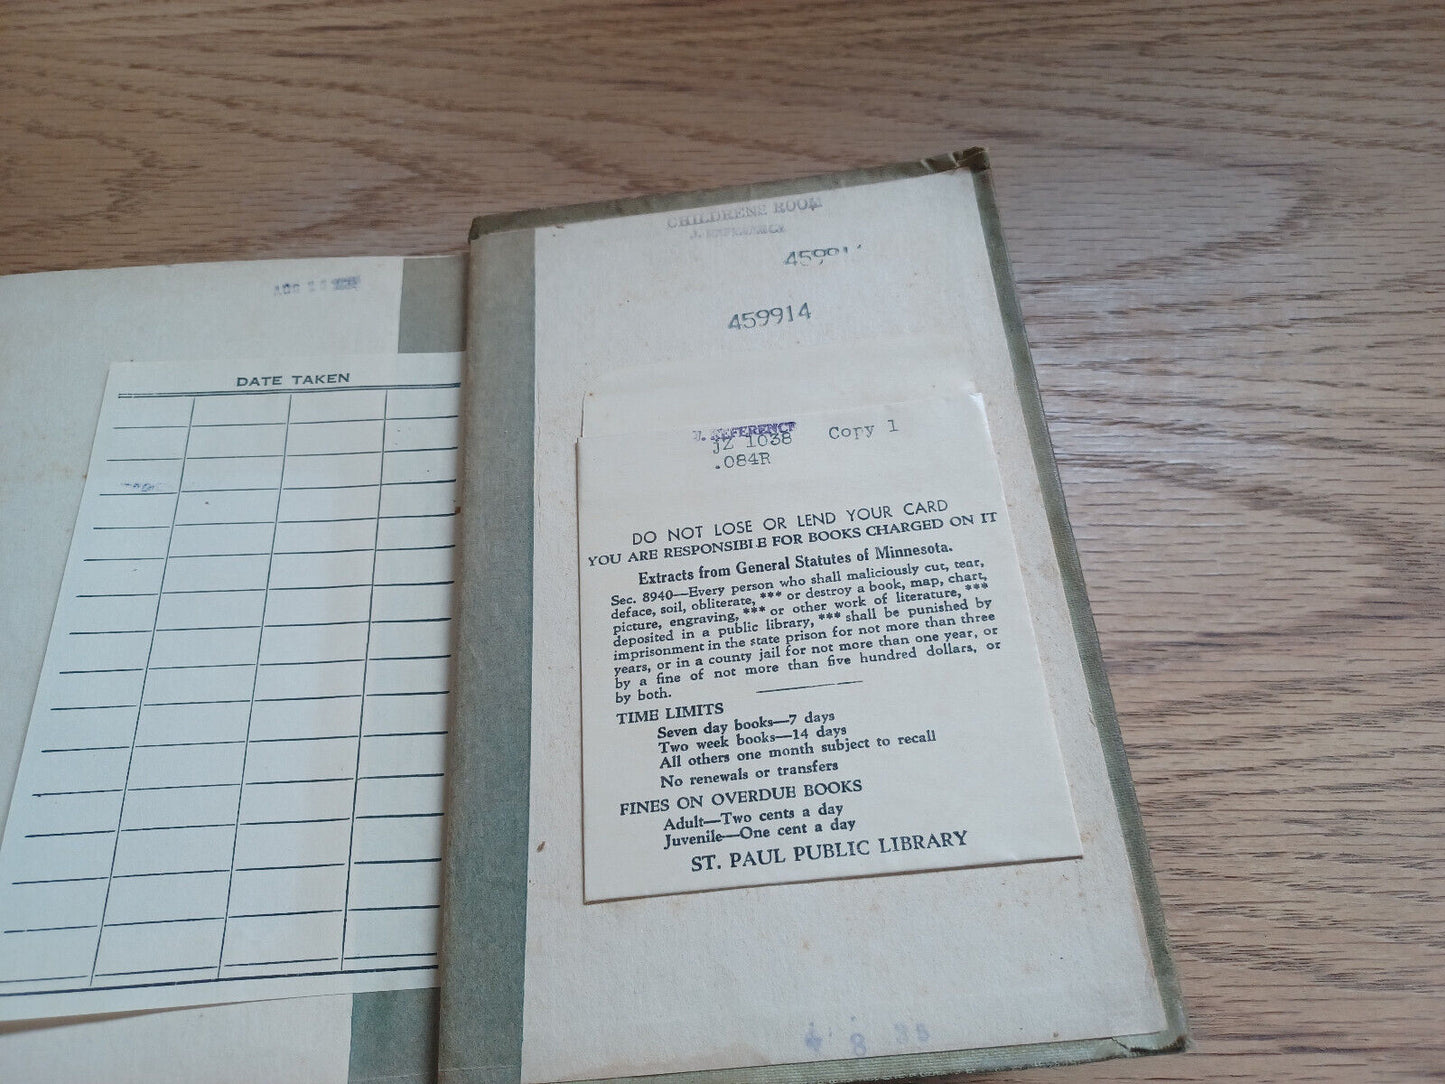 DATE TAKEN
CHILDRENS ROOM
J. REFERENCE
459914
459914
J. REFERENCE
jZ 1038 Copy 1
.084R
DO NOT LOSE OR LEND YOUR CARD
YOU ARE RESPONSIBLE FOR BOOKS CHARGED ON IT
Extracts from General Statutes of Minnesota.
Sec. 8940—Every person who shall maliciously cut, tear,
deface, soil, obliterate, *** or destroy a book, map, chart,
picture, engraving, *** or other work of literature, ***
deposited in a public library, *** shall be punished by
imprisonment in the state prison for not more than three
years, or in a county jail for not more than one year, or
by a fine of not more than five hundred dollars, or
by both.
TIME LIMITS
Seven day books—7 days
Two week books—14 days
All others one month subject to recall
No renewals or transfers
FINES ON OVERDUE BOOKS
Adult—Two cents a day
Juvenile—One cent a day
ST. PAUL PUBLIC LIBRARY